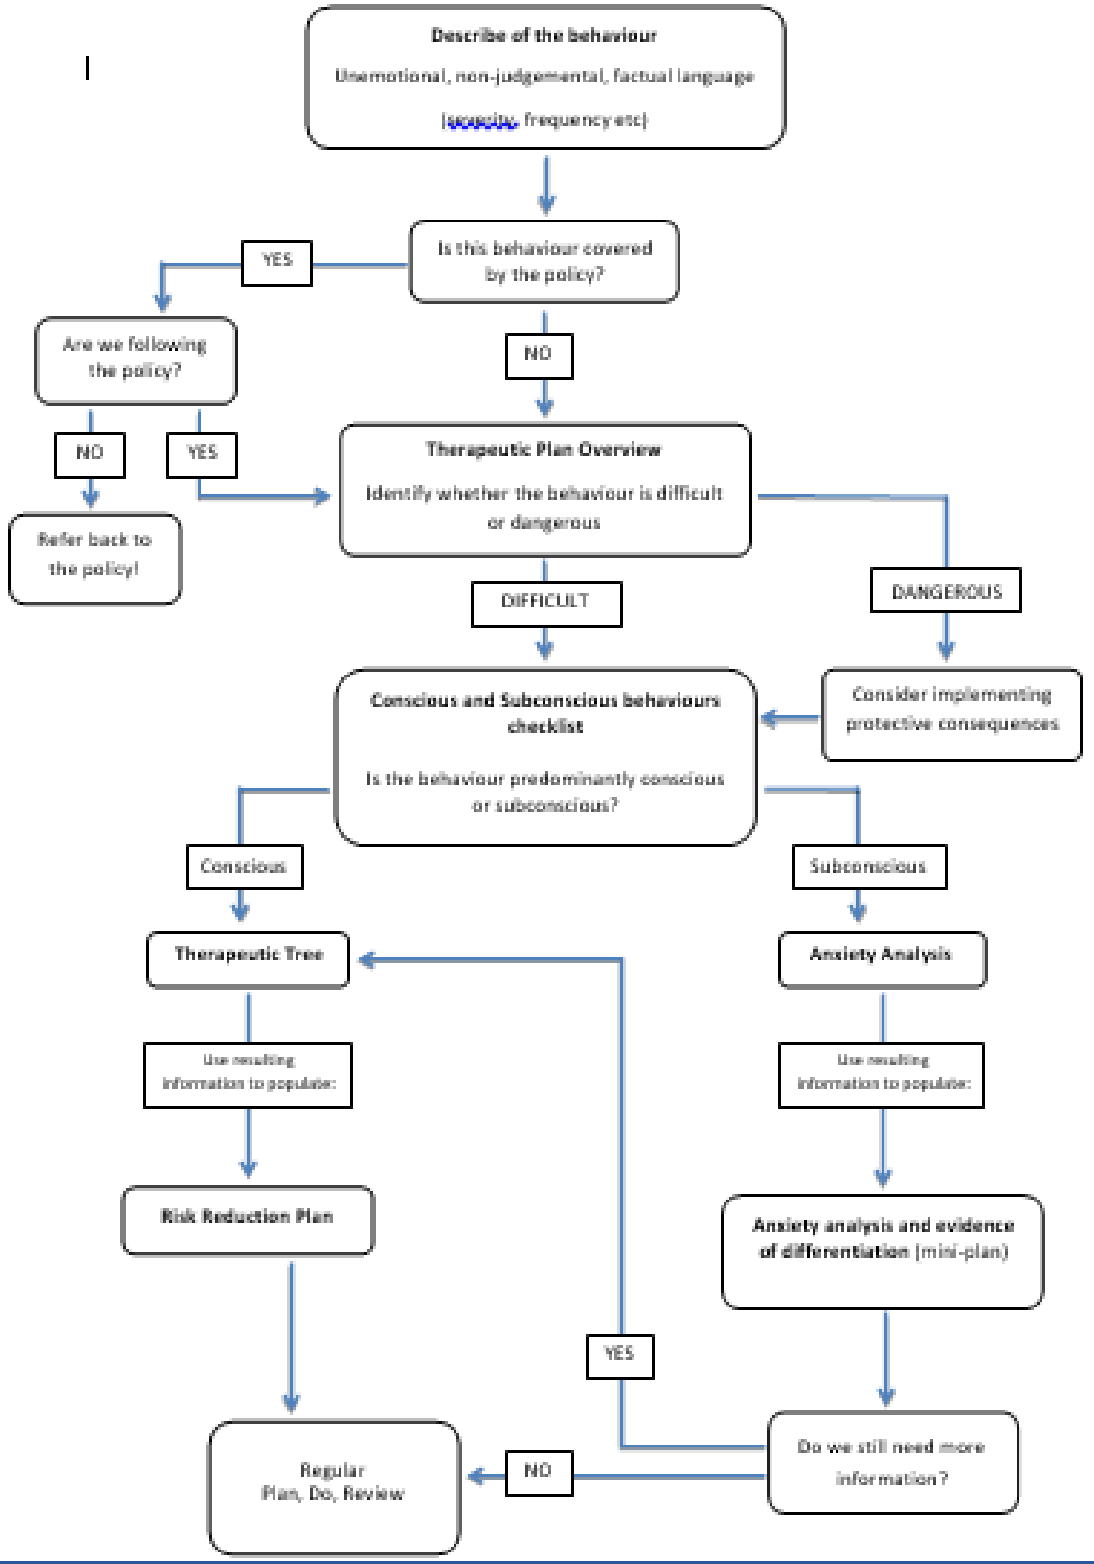 Describe of the behaviour
Unemotional, non-judgemental, factual language
(severity, frequency etc)
Is this behaviour covered
by the policy?
YES
Are we following
the policy?
NO
NO
YES
Therapeutic Plan Overview
Identify whether the behaviour is difficult
or dangerous
Refer back to
the policy!
DIFFICULT
DANGEROUS
Conscious and Subconscious behaviours
checklist
Is the behaviour predominantly conscious
or subconscious?
Consider implementing
protective consequences
Conscious
Subconscious
Therapeutic Tree
Anxiety Analysis
Use resulting
information to populate:
Use resulting
information to populate:
Risk Reduction Plan
Anxiety analysis and evidence
of differentiation (mini-plan)
YES
Do we still need more
information?
NO
Regular
Plan, Do, Review